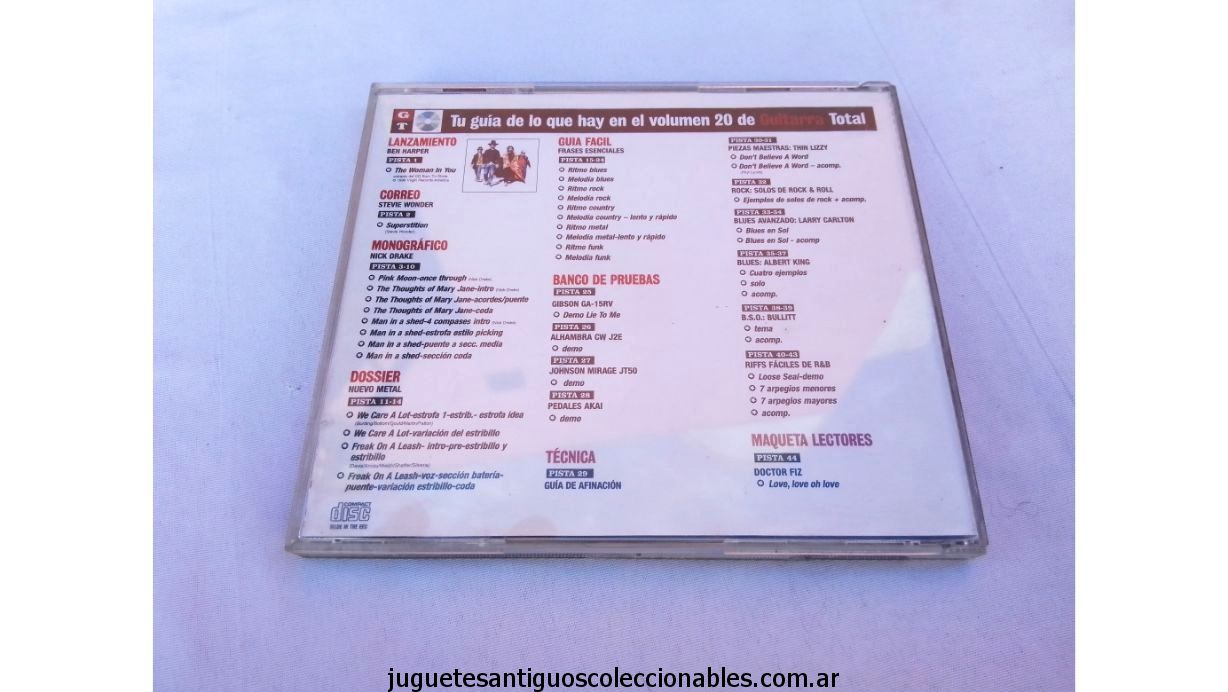 G
T
Tu guía de lo que hay en el volumen 20 de Guitarra Total
LANZAMIENTO
BEN HARPER
PISTA 1
The Woman In You
CORREO
STEVIE WONDER
PISTA 2
Superstition
(Stevie Wonder)
MONOGRÁFICO
NICK DRAKE
PISTA 3-10
Pink Moon-once through (Nick Drake)
The Thoughts of Mary Jane-intro (Nick Drake)
The Thoughts of Mary Jane-acordes/puente
The Thoughts of Mary Jane-coda
Man in a shed-4 compases intro (Nick Drake)
Man in a shed-estrofa estilo picking
Man in a shed-puente a secc. media
Man in a shed-sección coda
DOSSIER
NUEVO METAL
PISTA 11-14
We Care A Lot-estrofa 1-estrib.- estrofa idea
We Care A Lot-variación del estribillo
Freak On A Leash- intro-pre-estribillo y
estribillo
Freak On A Leash-voz-sección batería-
puente-variación estribillo-coda
COMPACT
disc
MADE IN THE EEC
GUIA FACIL
FRASES ESENCIALES
PISTA 15-24
Ritmo blues
Melodía blues
Ritmo rock
Melodía rock
Ritmo country
Melodía country – lento y rápido
Ritmo metal
Melodía metal-lento y rápido
Ritmo funk
Melodía funk
BANCO DE PRUEBAS
PISTA 25
GIBSON GA-15RV
Demo Lie To Me
PISTA 26
ALHAMBRA CW J2E
demo
PISTA 27
JOHNSON MIRAGE JT50
demo
PISTA 28
PEDALES AKAI
demo
TÉCNICA
PISTA 29
GUÍA DE AFINACIÓN
PISTA 30-31
PIEZAS MAESTRAS: THIN LIZZY
Don't Believe A Word
Don't Believe A Word – acomp.
PISTA 32
ROCK: SOLOS DE ROCK & ROLL
Ejemplos de solos de rock + acomp.
PISTA 33-34
BLUES AVANZADO: LARRY CARLTON
Blues en Sol
Blues en Sol - acomp
PISTA 35-37
BLUES: ALBERT KING
Cuatro ejemplos
solo
acomp.
PISTA 38-39
B.S.O.: BULLITT
tema
acomp.
PISTA 40-43
RIFFS FÁCILES DE R&B
Loose Seal-demo
7 arpegios menores
7 arpegios mayores
acomp.
MAQUETA LECTORES
PISTA 44
DOCTOR FIZ
Love, love oh love
juguetesantiguoscoleccionables.com.ar